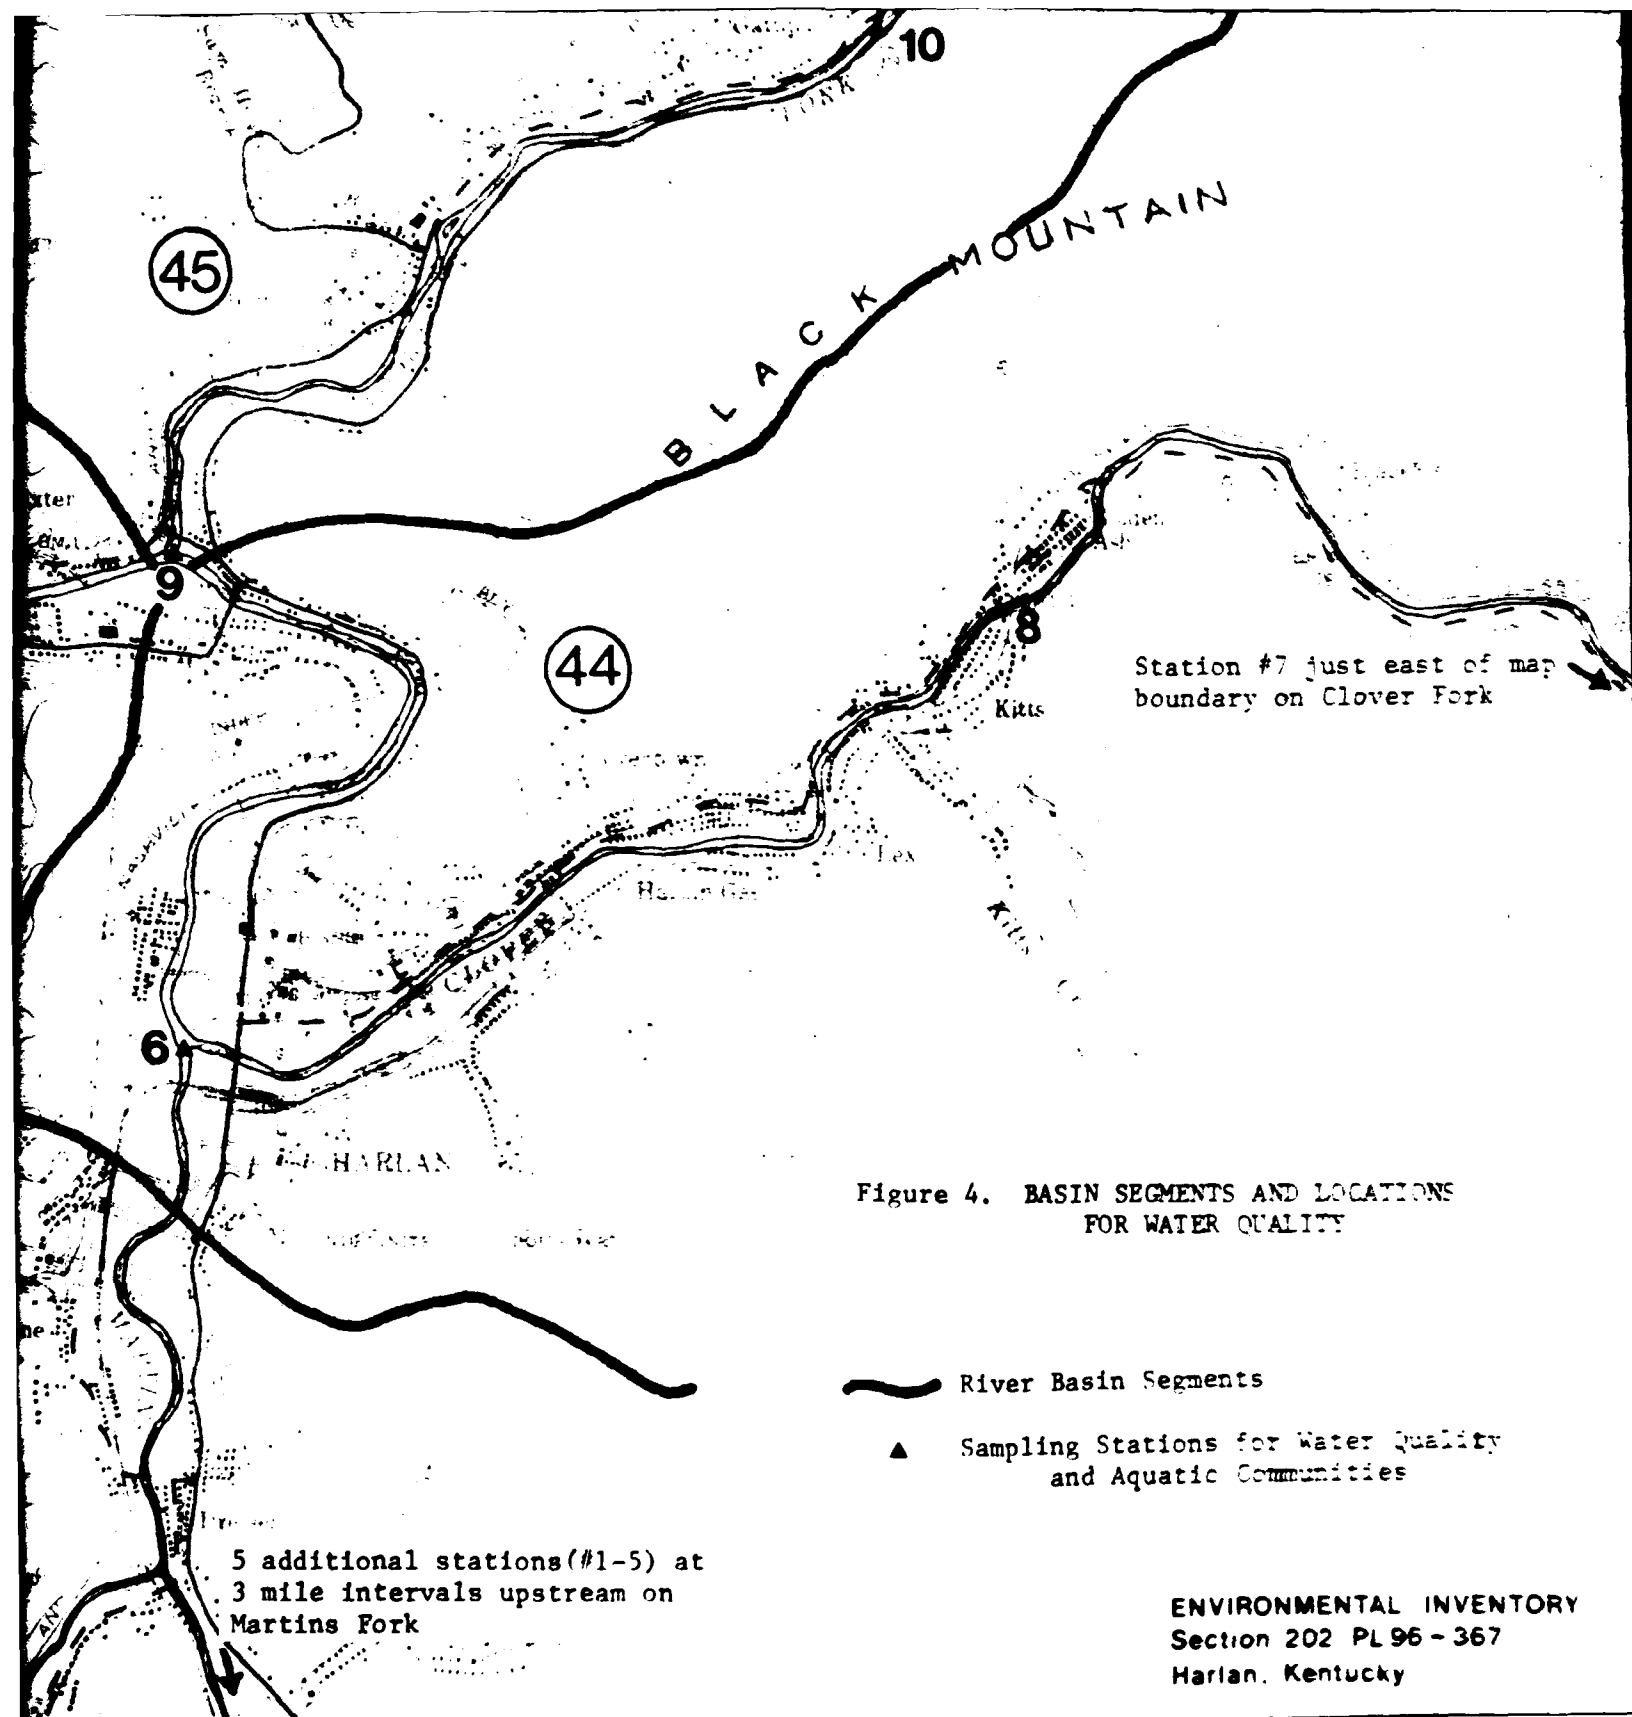 10
FORK
45
BLACK MOUNTAIN
9
44
8
Kitts
Station #7 just east of map
boundary on Clover Fork
Lex
CLOVER
Kitts
6
HARLAN
Figure 4. BASIN SEGMENTS AND LOCATIONS
FOR WATER QUALITY
River Basin Segments
Sampling Stations for Water Quality
and Aquatic Communities
5 additional stations(#1-5) at
3 mile intervals upstream on
Martins Fork
ENVIRONMENTAL INVENTORY
Section 202 PL 96-367
Harlan, Kentucky